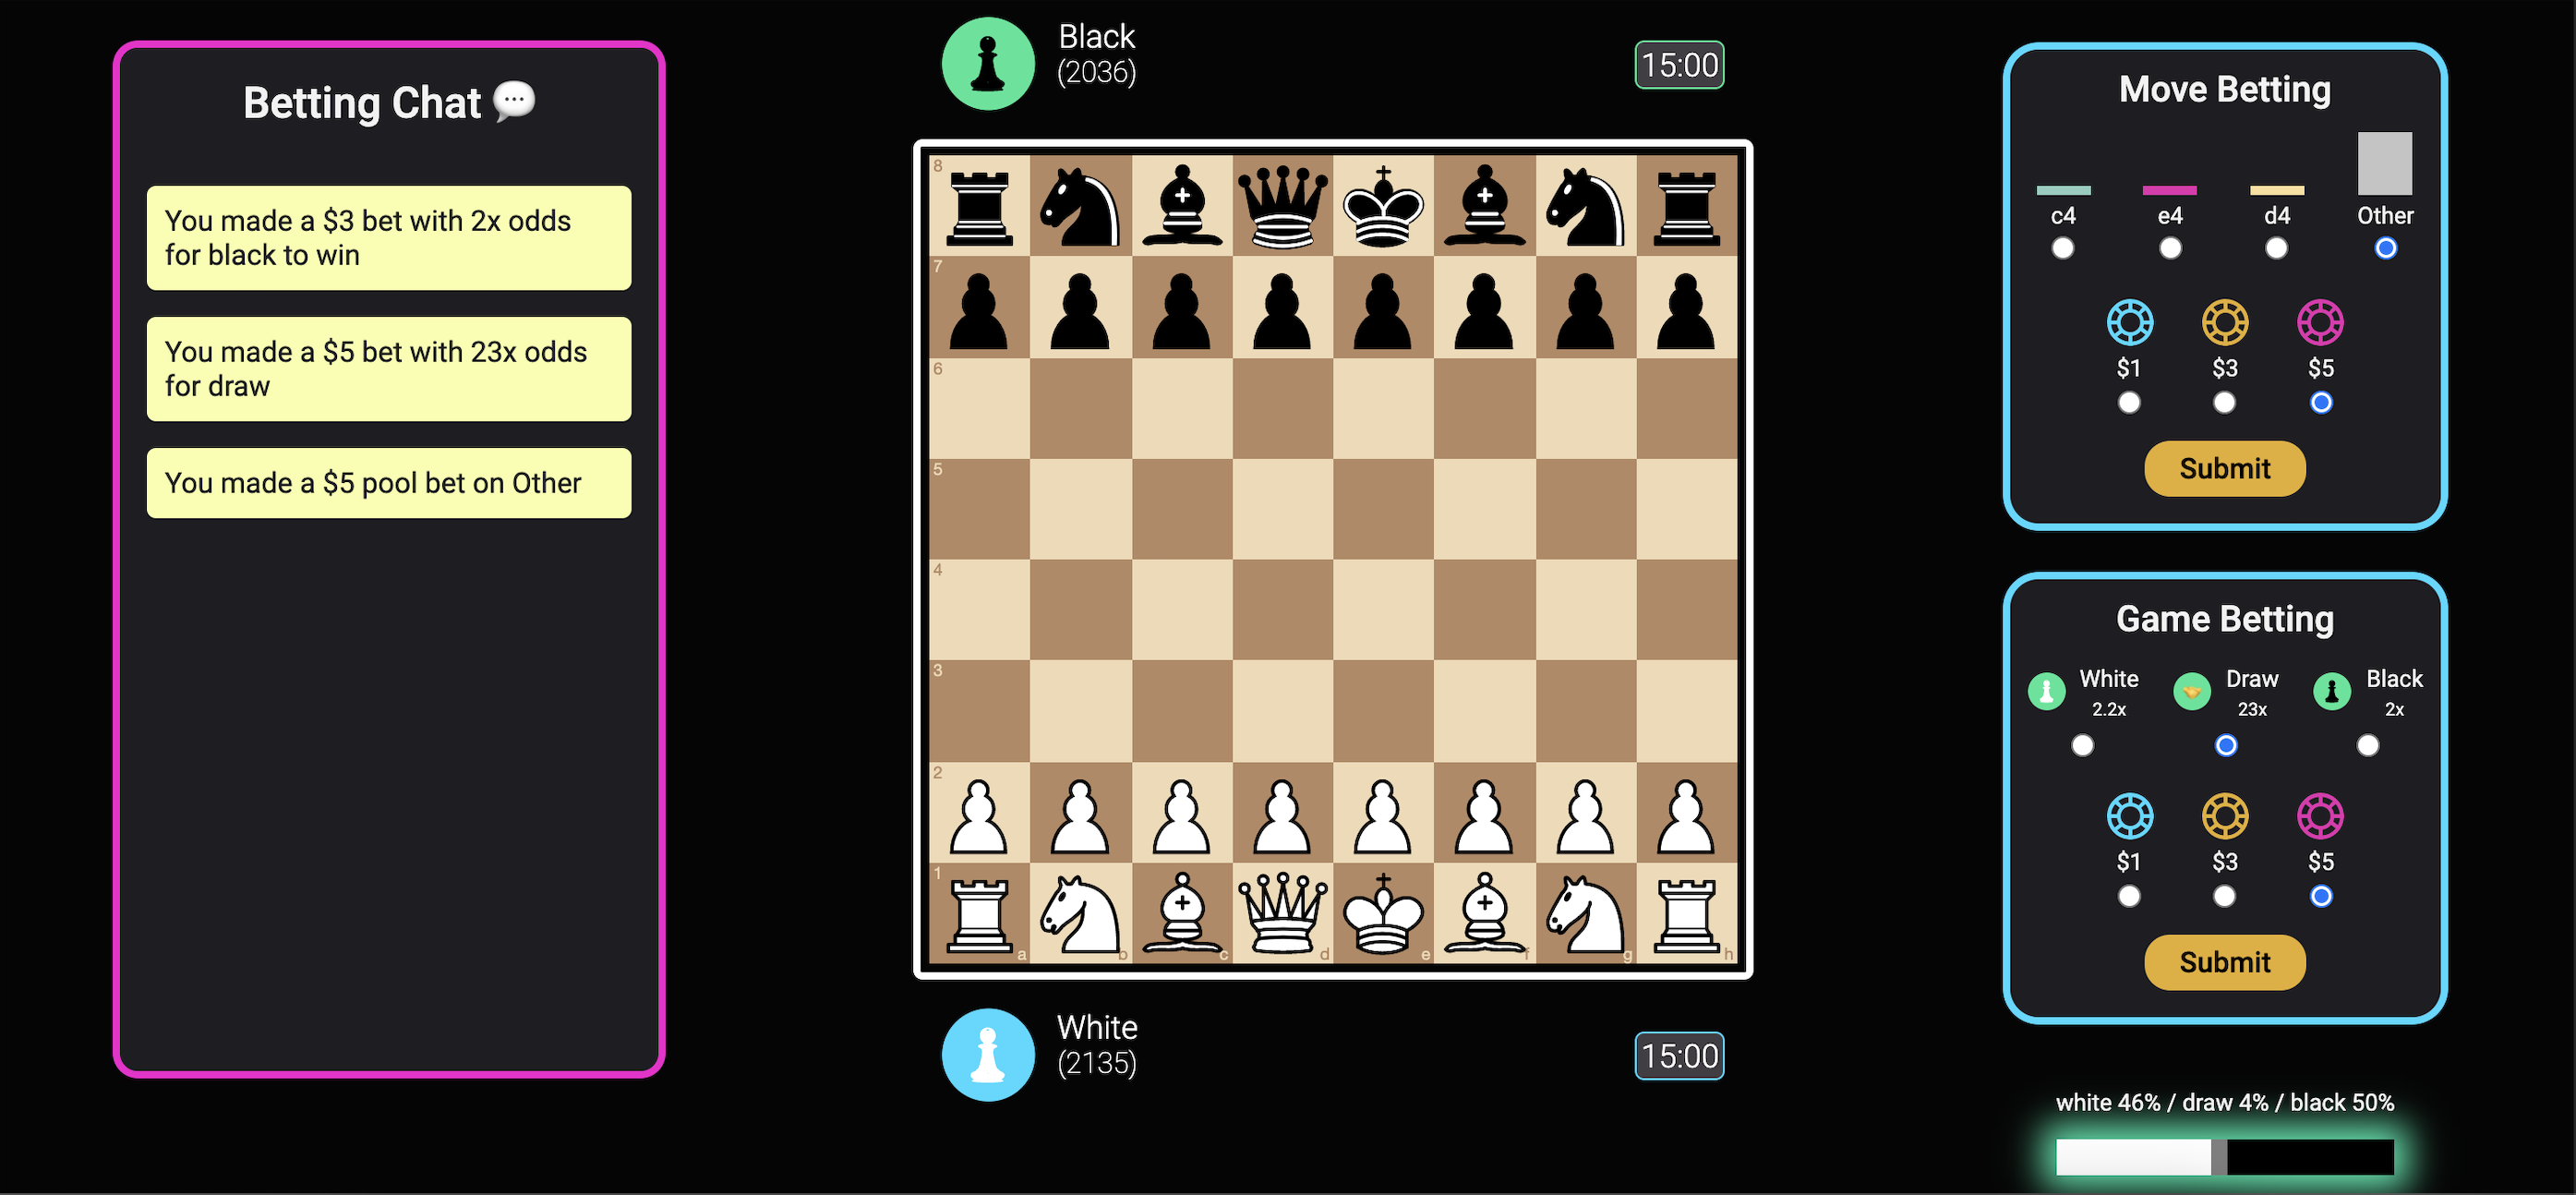 Betting Chat 💬
You made a $3 bet with 2x odds
for black to win
You made a $5 bet with 23x odds
for draw
You made a $5 pool bet on Other
Black
(2036)
15:00
8
7
6
5
4
3
2
1
a b c d e f g h
White
(2135)
15:00
Move Betting
c4 e4 d4 Other
$1 $3 $5
Submit
Game Betting
White Draw Black
2.2x 23x 2x
$1 $3 $5
Submit
white 46% / draw 4% / black 50%